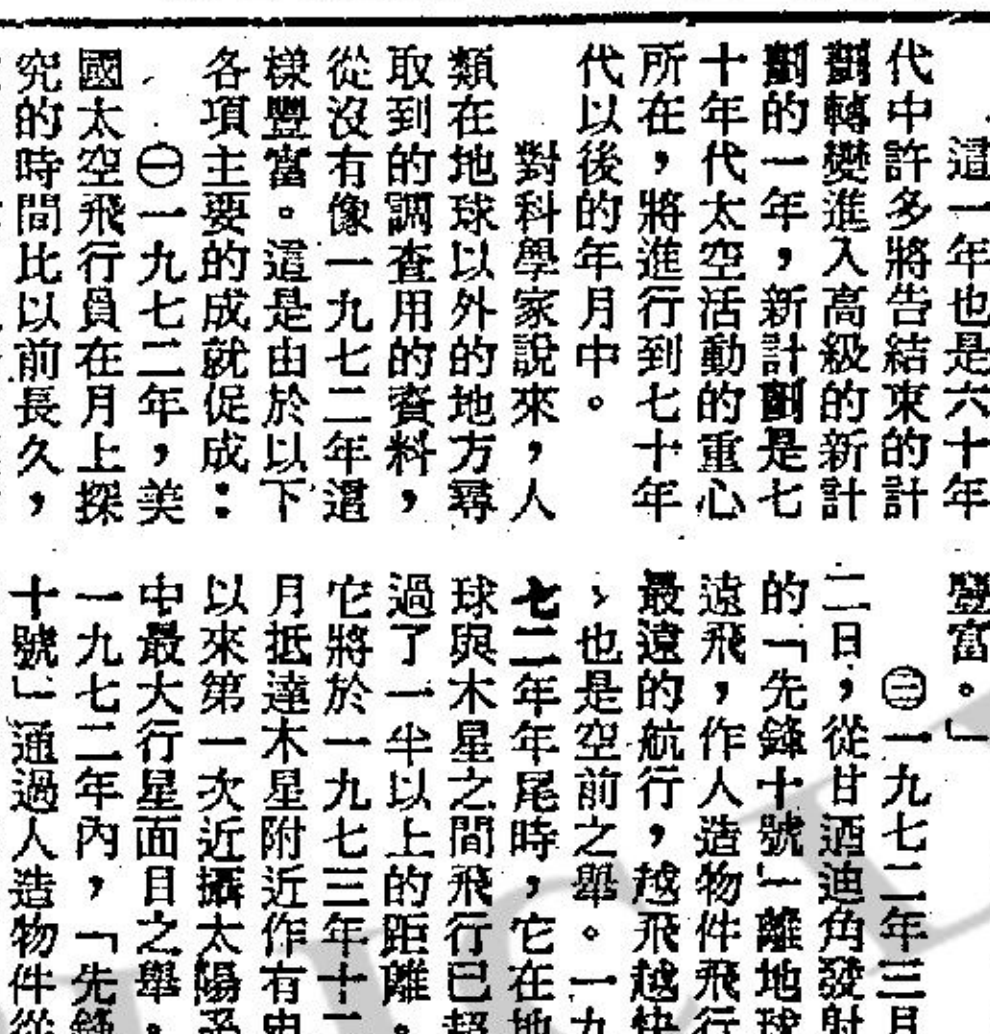 這一年也是六十年
代中許多將告結束的計
劃轉變進入高級的新計
劃的一年，新計劃是七
十年代太空活動的重心
所在，將進行到七十年
代以後的年月中。
對科學家說來，人
類在地球以外的地方尋
取到的調查用的資料，
從沒有像一九七二年這
樣豐富。這是由於以下
各項主要的成就促成：
㊀一九七二年，美
國太空飛行員在月上探
究的時間比以前長久，
豐富。」
㊂一九七二年三月
二日，從甘迺迪角發射
的「先鋒十號」離地球
遠飛，作人造物件飛行
最遠的航行，越飛越快
，也是空前之舉。一九
七二年年尾時，它在地
球與木星之間飛行已超
過了一半以上的距離。
它將於一九七三年十二
月抵達木星附近作有史
以來第一次近攝太陽系
中最大行星面目之舉。
一九七二年內，「先鋒
十號」通過人造物件從